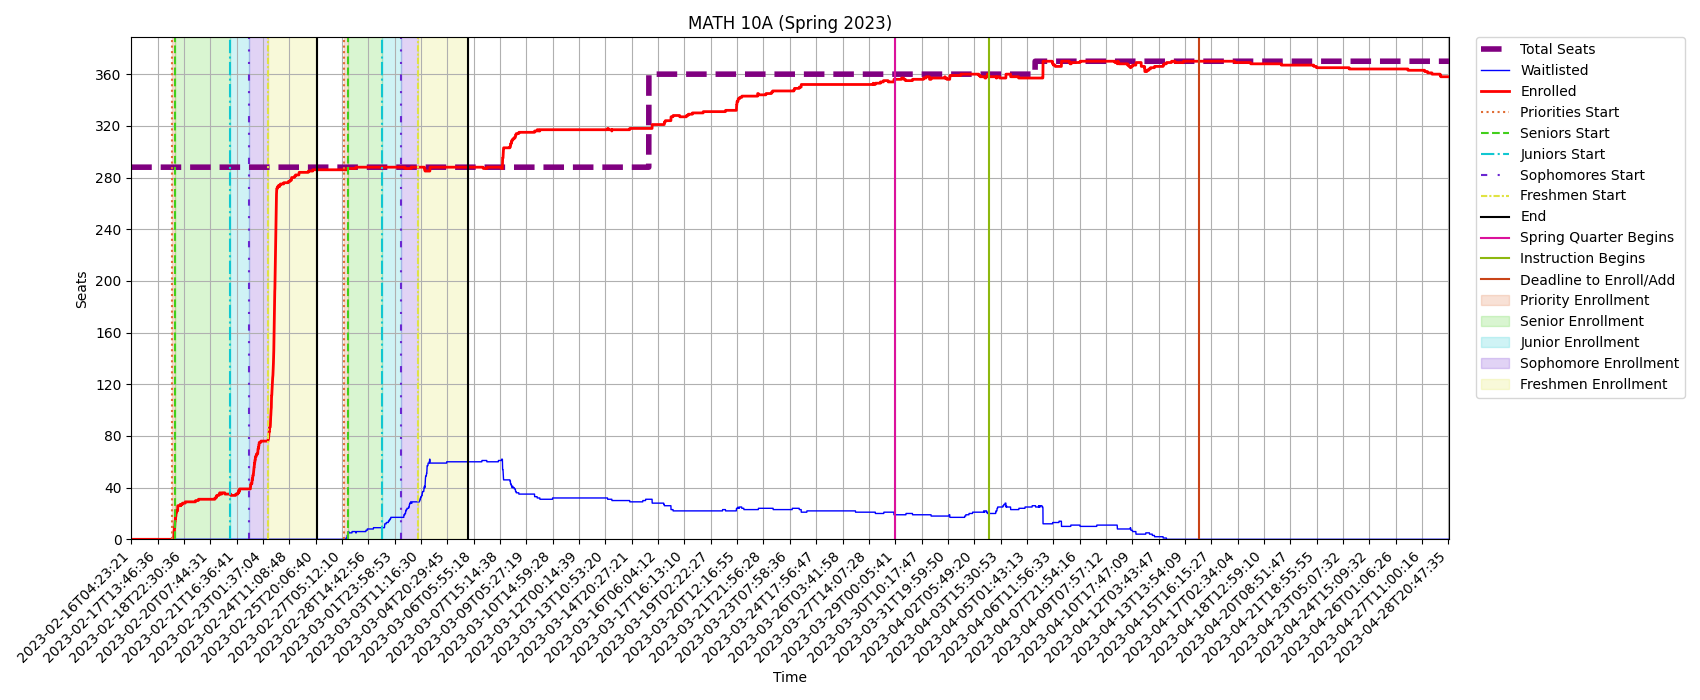 MATH 10A (Spring 2023)
Seats
360
320
280
240
200
160
120
80
40
0
2023-02-16T04:23:21
2023-02-17T13:46:36
2023-02-18T22:30:36
2023-02-20T07:44:31
2023-02-21T16:36:41
2023-02-23T01:37:04
2023-02-24T11:08:48
2023-02-25T20:06:40
2023-02-27T05:12:10
2023-02-28T14:42:56
2023-03-01T23:58:53
2023-03-03T11:16:30
2023-03-04T20:29:45
2023-03-06T05:55:18
2023-03-07T15:14:38
2023-03-09T05:27:19
2023-03-10T14:59:28
2023-03-12T00:14:39
2023-03-13T10:53:20
2023-03-14T20:27:21
2023-03-16T06:04:12
2023-03-17T16:13:10
2023-03-19T02:22:27
2023-03-20T12:16:55
2023-03-21T21:56:28
2023-03-23T07:58:36
2023-03-24T17:56:47
2023-03-26T03:41:58
2023-03-27T14:07:28
2023-03-29T00:05:41
2023-03-30T10:17:47
2023-03-31T19:59:50
2023-04-02T05:49:20
2023-04-03T15:30:53
2023-04-05T01:43:13
2023-04-06T11:56:33
2023-04-07T21:54:16
2023-04-09T07:57:12
2023-04-10T17:47:09
2023-04-12T03:43:47
2023-04-13T13:54:09
2023-04-15T16:15:27
2023-04-17T02:34:04
2023-04-18T12:59:10
2023-04-20T08:51:47
2023-04-21T18:55:55
2023-04-23T05:07:32
2023-04-24T15:09:32
2023-04-26T01:06:26
2023-04-27T11:00:16
2023-04-28T20:47:35
Time
Total Seats
Waitlisted
Enrolled
Priorities Start
Seniors Start
Juniors Start
Sophomores Start
Freshmen Start
End
Spring Quarter Begins
Instruction Begins
Deadline to Enroll/Add
Priority Enrollment
Senior Enrollment
Junior Enrollment
Sophomore Enrollment
Freshmen Enrollment